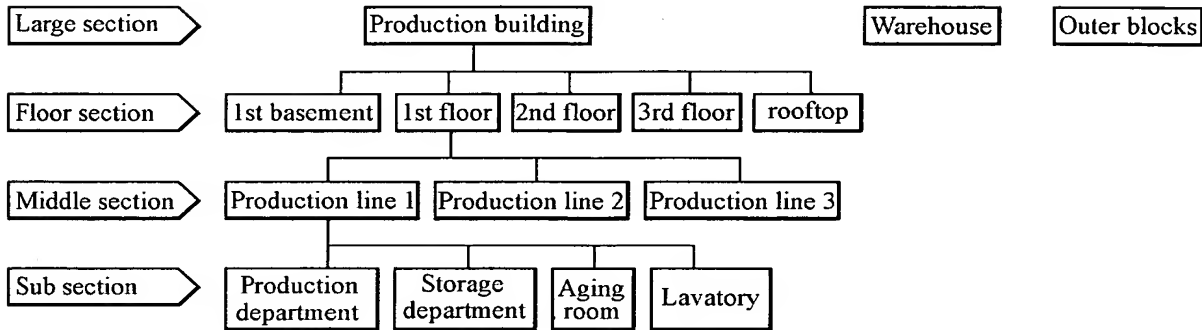 Large section
Production building
Warehouse
Outer blocks
Floor section
1st basement
1st floor
2nd floor
3rd floor
rooftop
Middle section
Production line 1
Production line 2
Production line 3
Sub section
Production
department
Storage
department
Aging
room
Lavatory